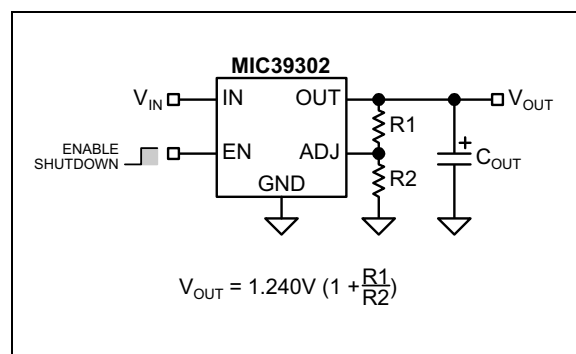 MIC39302
V_IN IN OUT V_OUT
R1
ENABLE
SHUTDOWN EN ADJ C_OUT
+
R2
GND
V_OUT = 1.240V (1 + R1/R2)